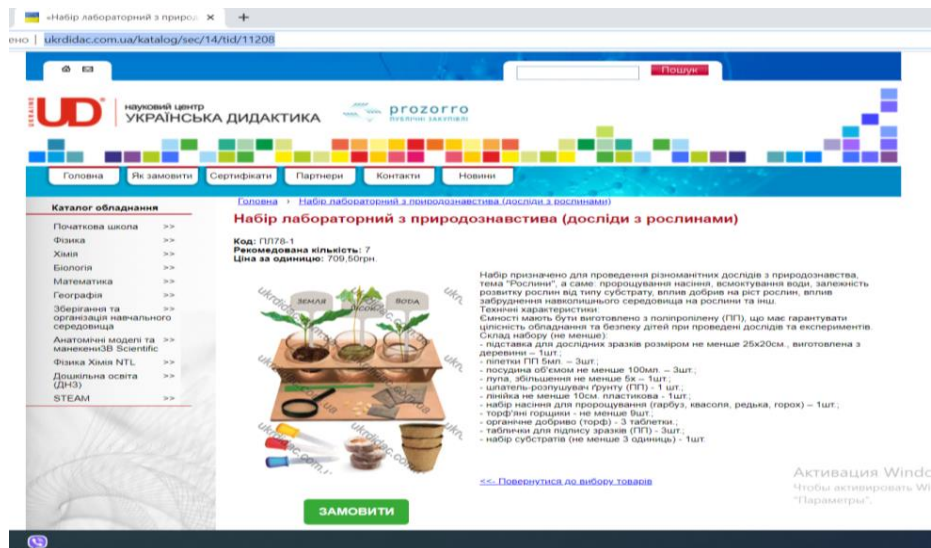 «Набір лабораторний з природ
ено | ukrdidac.com.ua/katalog/sec/14/tid/11208
Пошук
UKRAINE
UD
науковий центр
УКРАЇНСЬКА ДИДАКТИКА
prozorro
ПУБЛІЧНІ ЗАКУПІВЛІ
Головна Як замовити Сертифікати Партнери Контакти Новини
Головна › Набір лабораторний з природознавстива (досліди з рослинами)
Набір лабораторний з природознавстива (досліди з рослинами)
Код: ПЛ78-1
Рекомедована кількість: 7
Ціна за одиницю: 709,50грн.
Каталог обладнання
Початкова школа >>
Фізика >>
Хімія >>
Біологія >>
Математика >>
Географія >>
Зберігання та >>
організація навчального
середовища
Анатомічні моделі та >>
манекени3B Scientific
Фізика Хімія NTL >>
Дошкільна освіта >>
(ДНЗ)
STEAM >>
ЗЕМЛЯ
ПІСОК
ВОДА
ukrdidac.com.ua
Набір призначено для проведення різноманітних дослідів з природознавства,
тема "Рослини", а саме: пророщування насіння, всмоктування води, залежність
розвитку рослин від типу субстрату, вплив добрив на ріст рослин, вплив
забруднення навколишнього середовища на рослини та інш.
Технічні характеристики:
Ємності мають бути виготовлено з поліпропілену (ПП), що має гарантувати
цілісність обладнання та безпеку дітей при проведені дослідів та експериментів.
Склад набору (не менше):
- підставка для дослідних зразків розміром не менше 25х20см., виготовлена з
деревини – 1шт.;
- піпетки ПП 5мл. – 3шт.;
- посудина об'ємом не менше 100мл. – 3шт.;
- лупа, збільшення не менше 5х – 1шт.;
- шпатель-розпушувач ґрунту (ПП) - 1 шт.;
- лінійка не менше 10см. пластикова - 1шт.;
- набір насіння для пророщування (гарбуз, квасоля, редька, горох) – 1шт.;
- торф'яні горщики - не менше 9шт.;
- органічне добриво (торф) - 3 таблетки.;
- таблички для підпису зразків (ПП) - 3шт.;
- набір субстратів (не менше 3 одиниць) - 1шт.
<<- Повернутися до вибору товарів
ЗАМОВИТИ
Активация Windo
Чтобы активировать Wi
"Параметры".